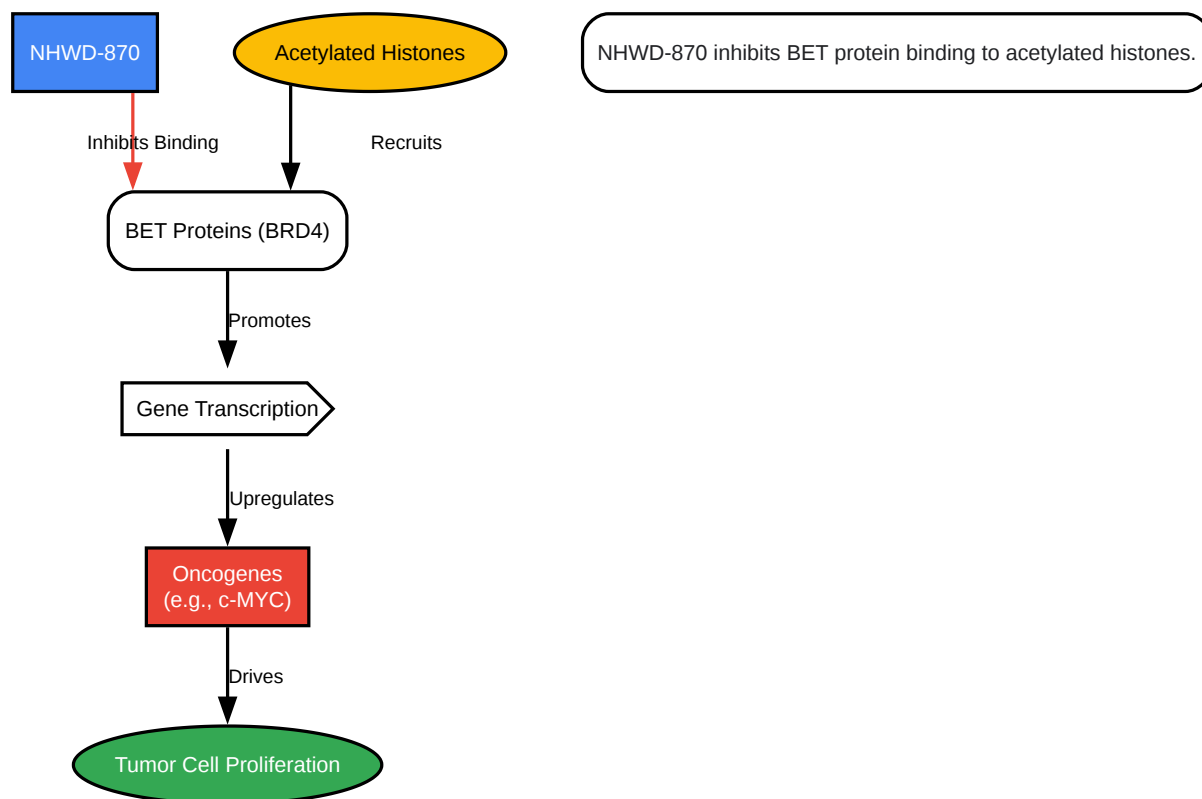 NHWD-870
Acetylated Histones
NHWD-870 inhibits BET protein binding to acetylated histones.
Inhibits Binding
Recruits
BET Proteins (BRD4)
Promotes
Gene Transcription
Upregulates
Oncogenes
(e.g., c-MYC)
Drives
Tumor Cell Proliferation